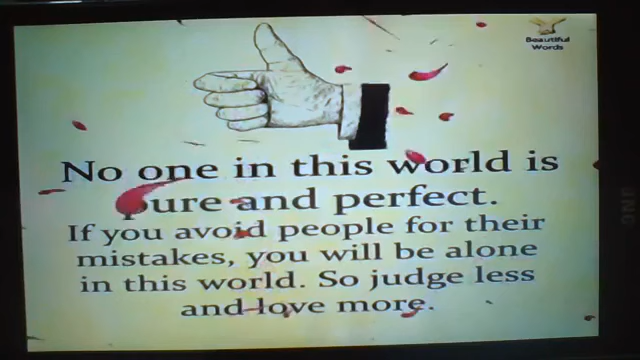 Beautiful
Words
No one in this world is
pure and perfect.
If you avoid people for their
mistakes, you will be alone
in this world. So judge less
and love more.